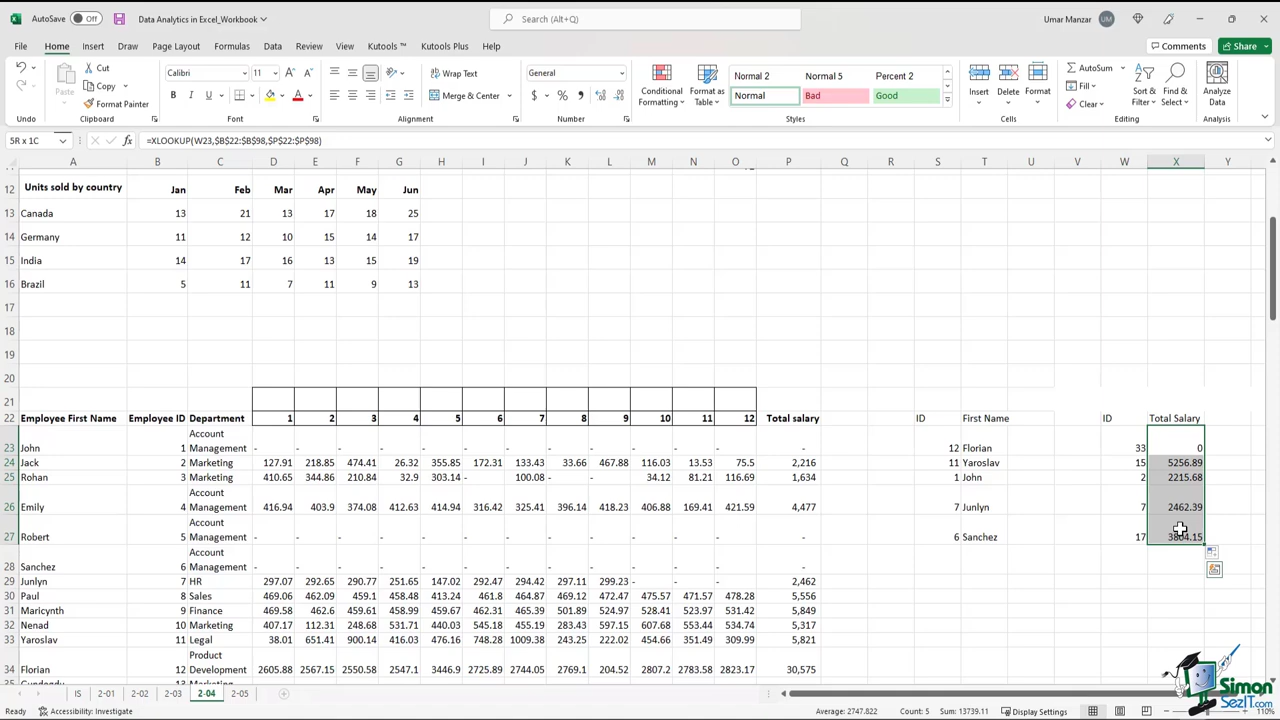 AutoSave Off Data Analytics in Excel_Workbook Search (Alt+Q) Umar Manzar UM
File Home Insert Draw Page Layout Formulas Data Review View Kutools ™ Kutools Plus Help Comments Share
Cut Calibri 11 Wrap Text General Normal 2 Normal 5 Percent 2 AutoSum
Paste Copy Conditional Formatting Format as Table Insert Delete Format Fill Sort & Filter Find & Select Analyze Data
Format Painter B I U Merge & Center $ % Normal Bad Good Clear
Undo Clipboard Font Alignment Number Styles Cells Editing Analysis
5R x 1C fx =XLOOKUP(W23,$B$22:$B$98,$P$22:$P$98)
A B C D E F G H I J K L M N O P Q R S T U V W X Y
12 Units sold by country Jan Feb Mar Apr May Jun
13 Canada 13 21 13 17 18 25
14 Germany 11 12 10 15 14 17
15 India 14 17 16 13 15 19
16 Brazil 5 11 7 11 9 13
17
18
19
20
21
22 Employee First Name Employee ID Department 1 2 3 4 5 6 7 8 9 10 11 12 Total salary ID First Name ID Total Salary
23 John 1 Account Management - - - - - - - - - - - - - 12 Florian 33 0
24 Jack 2 Marketing 127.91 218.85 474.41 26.32 355.85 172.31 133.43 33.66 467.88 116.03 13.53 75.5 2,216 11 Yaroslav 15 5256.89
25 Rohan 3 Marketing 410.65 344.86 210.84 32.9 303.14 - 100.08 - - 34.12 81.21 116.69 1,634 1 John 2 2215.68
26 Emily 4 Account Management 416.94 403.9 374.08 412.63 414.94 316.42 325.41 396.14 418.23 406.88 169.41 421.59 4,477 7 Junlyn 7 2462.39
27 Robert 5 Account Management - - - - - - - - - - - - - 6 Sanchez 17
28 Sanchez 6 Account Management - - - - - - - - - - - - -
29 Junlyn 7 HR 297.07 292.65 290.77 251.65 147.02 292.47 294.42 297.11 299.23 - - - 2,462
30 Paul 8 Sales 469.06 462.09 459.1 458.48 413.24 461.8 464.87 469.12 472.47 475.57 471.57 478.28 5,556
31 Maricynth 9 Finance 469.58 462.6 459.61 458.99 459.67 462.31 465.39 501.89 524.97 528.41 523.97 531.42 5,849
32 Nenad 10 Marketing 407.17 112.31 248.68 531.71 440.03 545.18 455.19 283.43 597.15 607.68 553.44 534.74 5,317
33 Yaroslav 11 Legal 38.01 651.41 900.14 416.03 476.16 748.28 1009.38 243.25 222.02 454.66 351.49 309.99 5,821
34 Florian 12 Product Development 2605.88 2567.15 2550.58 2547.1 3446.9 2725.89 2744.05 2769.1 204.52 2807.2 2783.58 2823.17 30,575
IS 2-01 2-02 2-03 2-04 2-05
Ready Accessibility: Investigate Average: 2747.822 Count: 5 Sum: 13739.11 Display Settings 110%
Simon SezIT.com